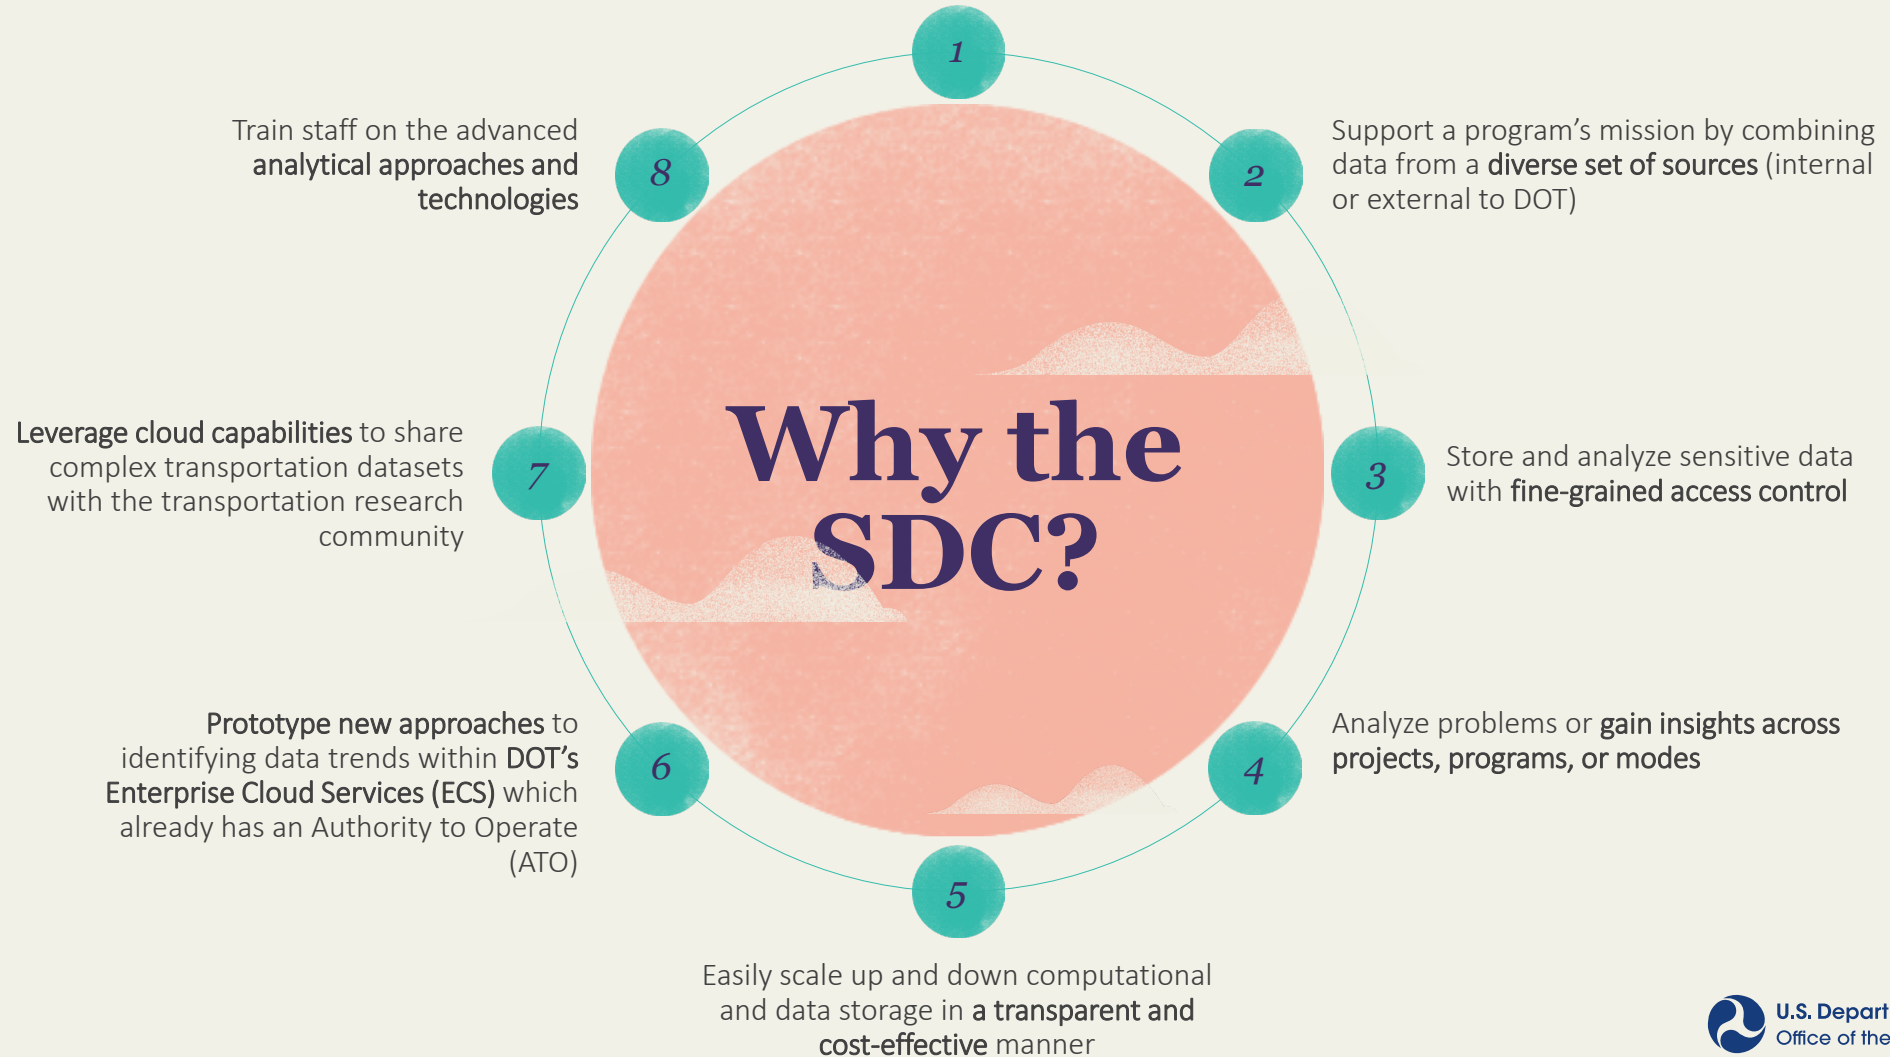 1
2
Support a program’s mission by combining
data from a diverse set of sources (internal
or external to DOT)
3
Store and analyze sensitive data
with fine-grained access control
4
Analyze problems or gain insights across
projects, programs, or modes
5
Easily scale up and down computational
and data storage in a transparent and
cost-effective manner
6
Prototype new approaches to
identifying data trends within DOT’s
Enterprise Cloud Services (ECS) which
already has an Authority to Operate
(ATO)
7
Leverage cloud capabilities to share
complex transportation datasets
with the transportation research
community
8
Train staff on the advanced
analytical approaches and
technologies
Why the
SDC?
U.S. Depart
Office of the